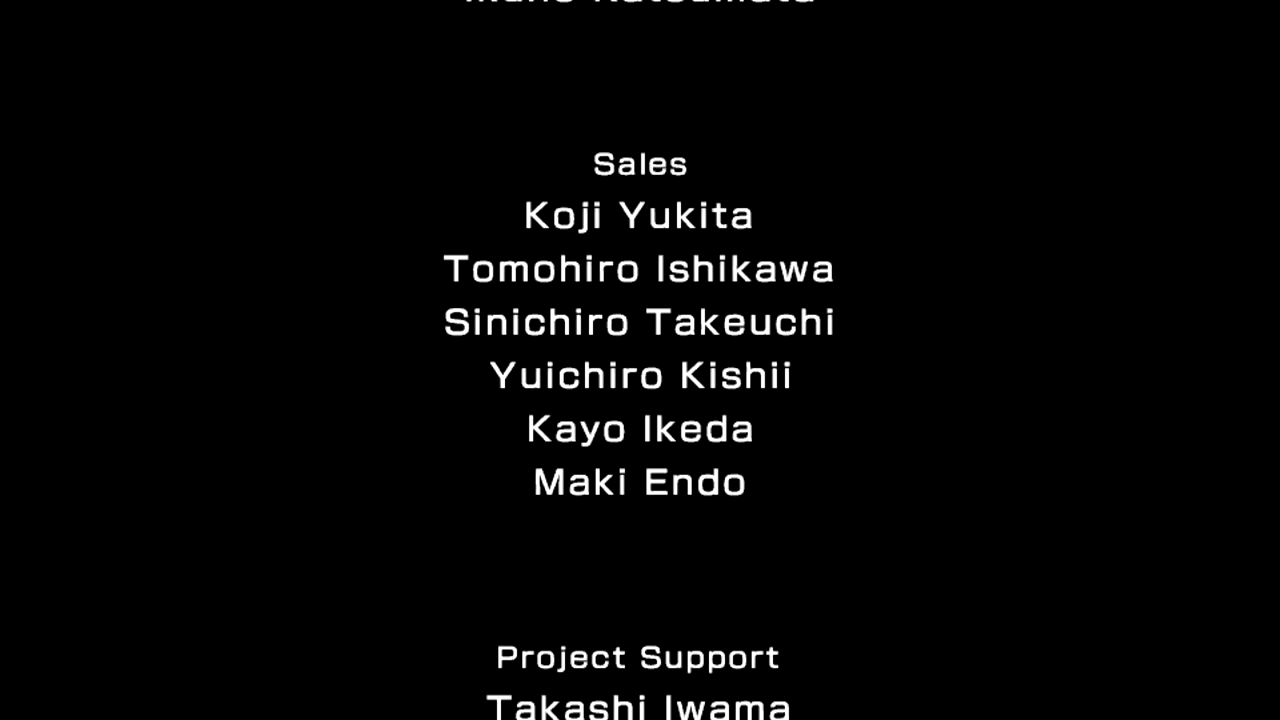 Sales
Koji Yukita
Tomohiro Ishikawa
Sinichiro Takeuchi
Yuichiro Kishii
Kayo Ikeda
Maki Endo
Project Support
Takashi Iwama